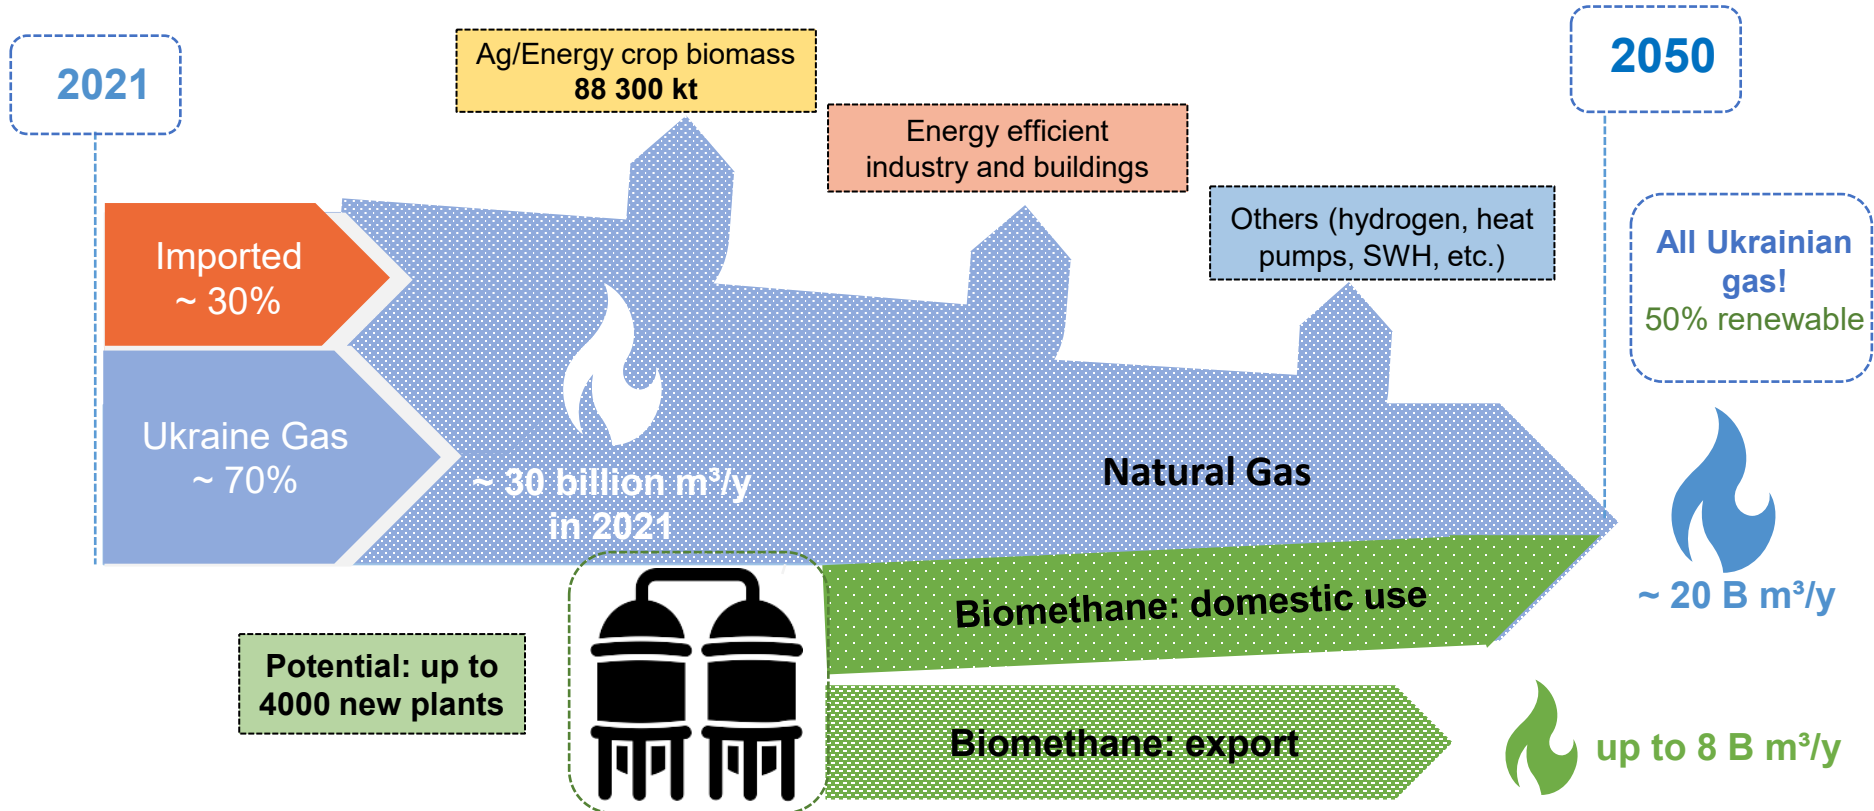 2021
Ag/Energy crop biomass
88 300 kt
Energy efficient
industry and buildings
Others (hydrogen, heat
pumps, SWH, etc.)
2050
All Ukrainian
gas!
50% renewable
Imported
~ 30%
Ukraine Gas
~ 70%
~ 30 billion m³/y
in 2021
Natural Gas
Biomethane: domestic use
~ 20 B m³/y
Potential: up to
4000 new plants
Biomethane: export
up to 8 B m³/y